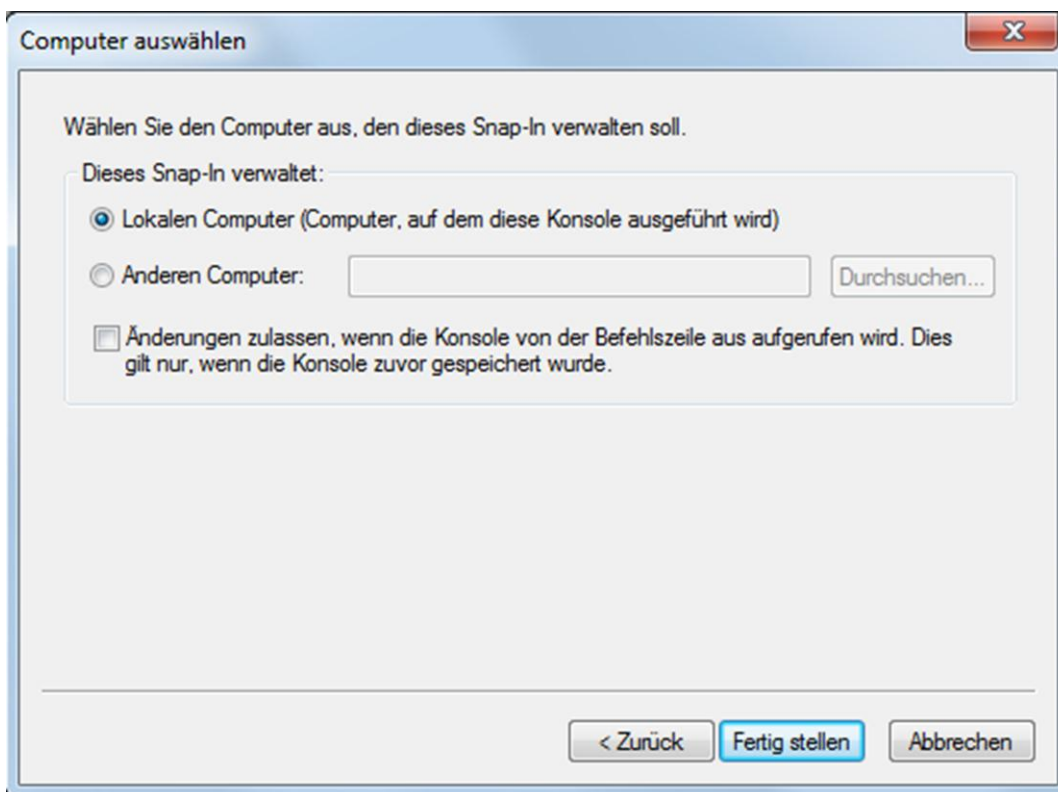 Computer auswählen
Wählen Sie den Computer aus, den dieses Snap-In verwalten soll.
Dieses Snap-In verwaltet:
Lokalen Computer (Computer, auf dem diese Konsole ausgeführt wird)
Anderen Computer:
Durchsuchen...
Änderungen zulassen, wenn die Konsole von der Befehlszeile aus aufgerufen wird. Dies
gilt nur, wenn die Konsole zuvor gespeichert wurde.
< Zurück
Fertig stellen
Abbrechen